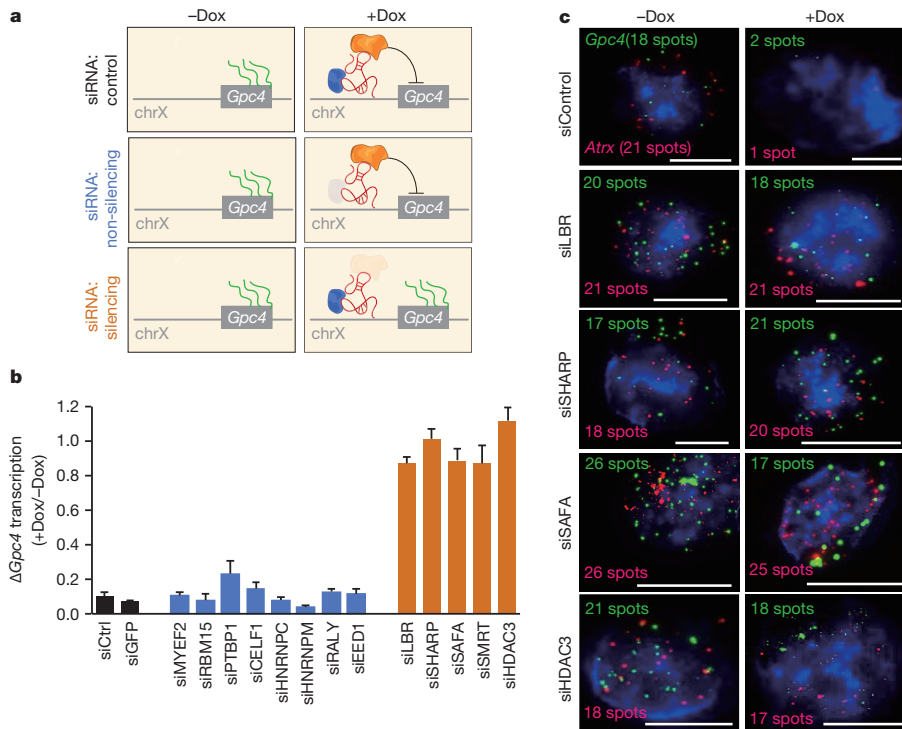 a
–Dox
+Dox
siRNA:
control
chrX
Gpc4
chrX
Gpc4
siRNA:
non-silencing
chrX
Gpc4
chrX
Gpc4
siRNA:
silencing
chrX
Gpc4
chrX
Gpc4
b
ΔGpc4 transcription
(+Dox/–Dox)
1.2
1.0
0.8
0.6
0.4
0.2
0.0
siCtrl
siGFP
siMYEF2
siRBM15
siPTBP1
siCELF1
siHNRNPC
siHNRNPM
siRALY
siEED1
siLBR
siSHARP
siSAFA
siSMRT
siHDAC3
c
–Dox
+Dox
siControl
Gpc4(18 spots)
Atrx (21 spots)
2 spots
1 spot
siLBR
20 spots
21 spots
18 spots
21 spots
siSHARP
17 spots
18 spots
21 spots
20 spots
siSAFA
26 spots
26 spots
17 spots
25 spots
siHDAC3
21 spots
18 spots
18 spots
17 spots